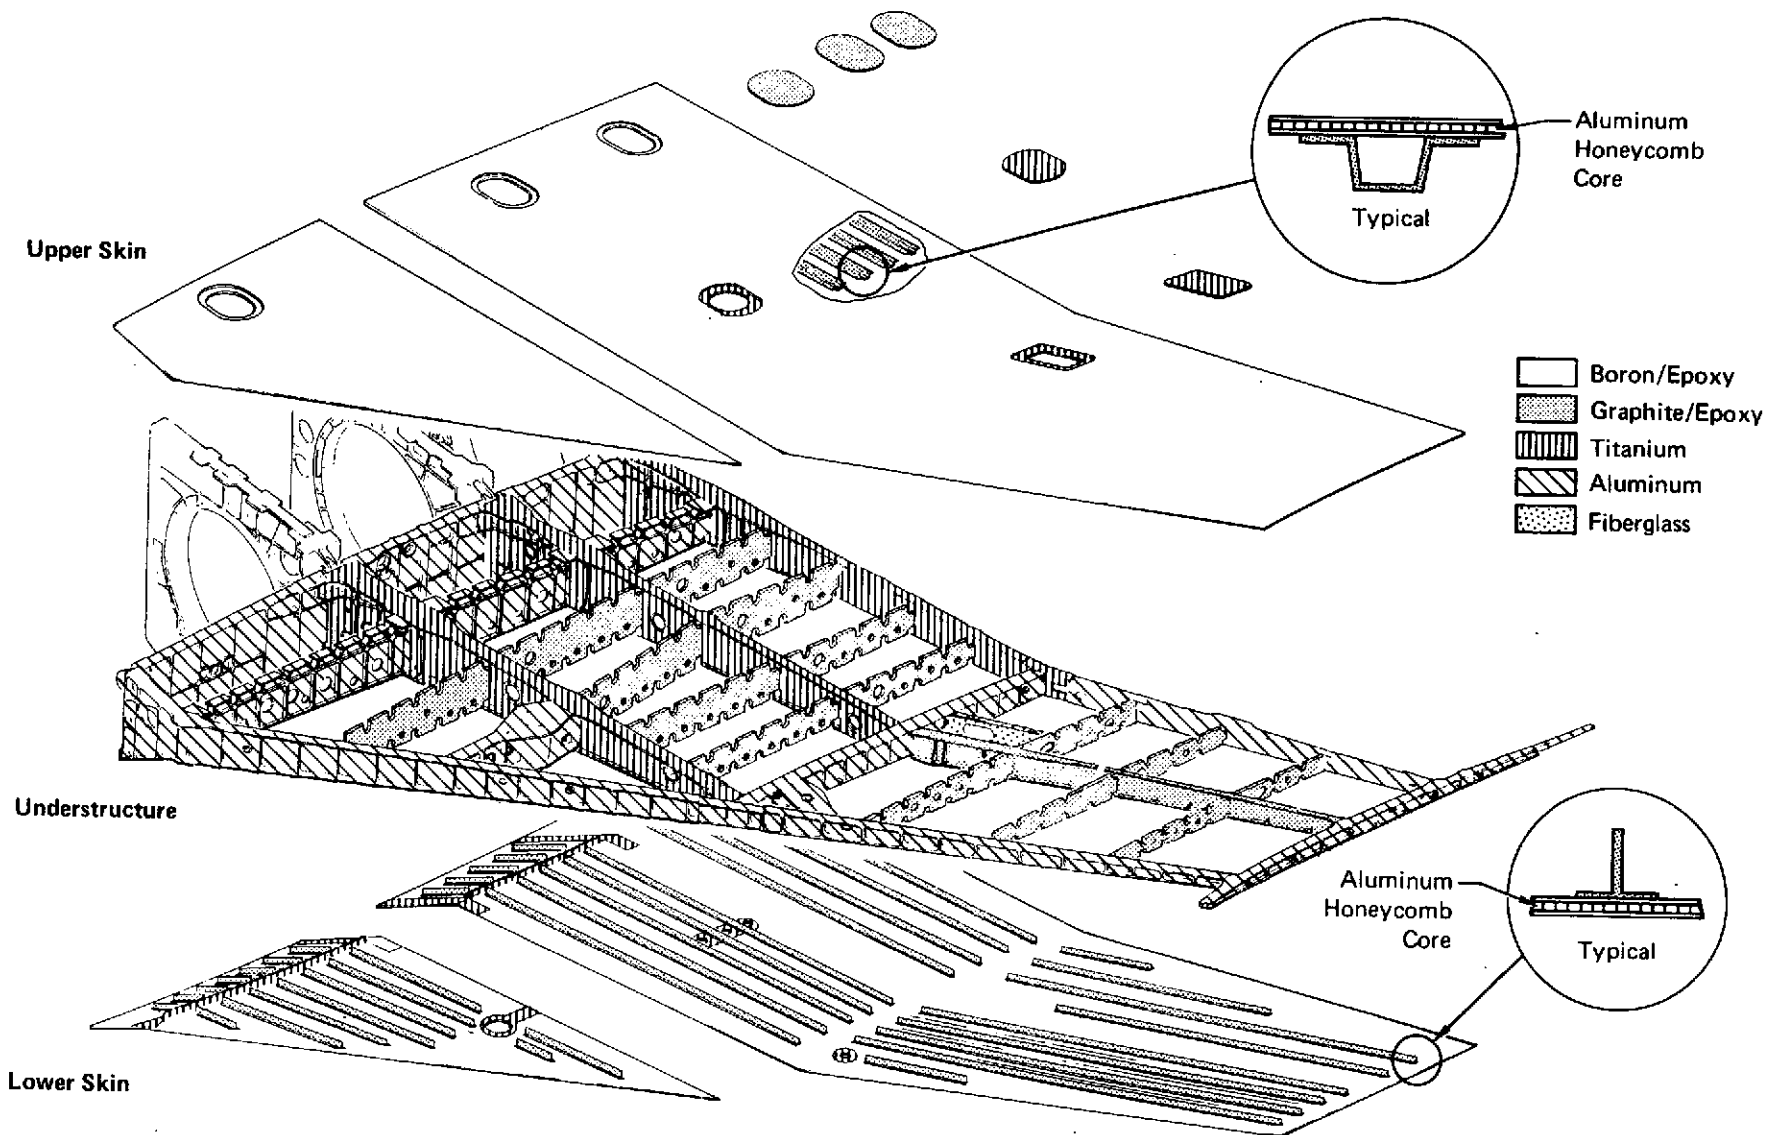 Aluminum
Honeycomb
Core
Typical
Upper Skin
Boron/Epoxy
Graphite/Epoxy
Titanium
Aluminum
Fiberglass
Understructure
Aluminum
Honeycomb
Core
Typical
Lower Skin